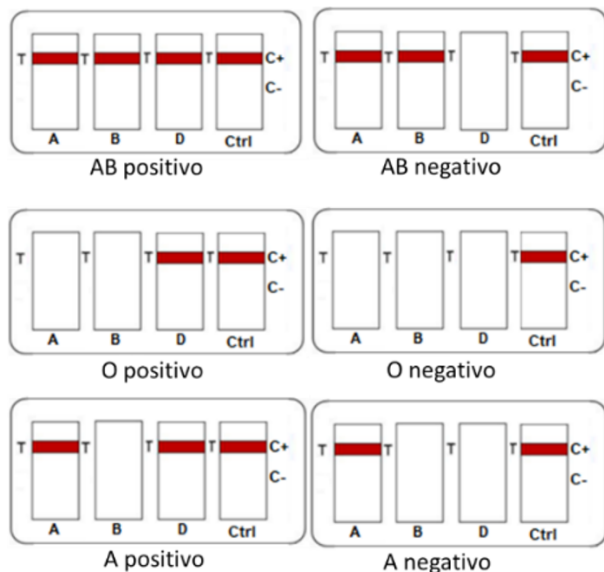 T T T T C+
C-
A B D Ctrl
AB positivo
T T T T C+
C-
A B D Ctrl
AB negativo
T T T T C+
C-
A B D Ctrl
O positivo
T T T T C+
C-
A B D Ctrl
O negativo
T T T T C+
C-
A B D Ctrl
A positivo
T T T T C+
C-
A B D Ctrl
A negativo